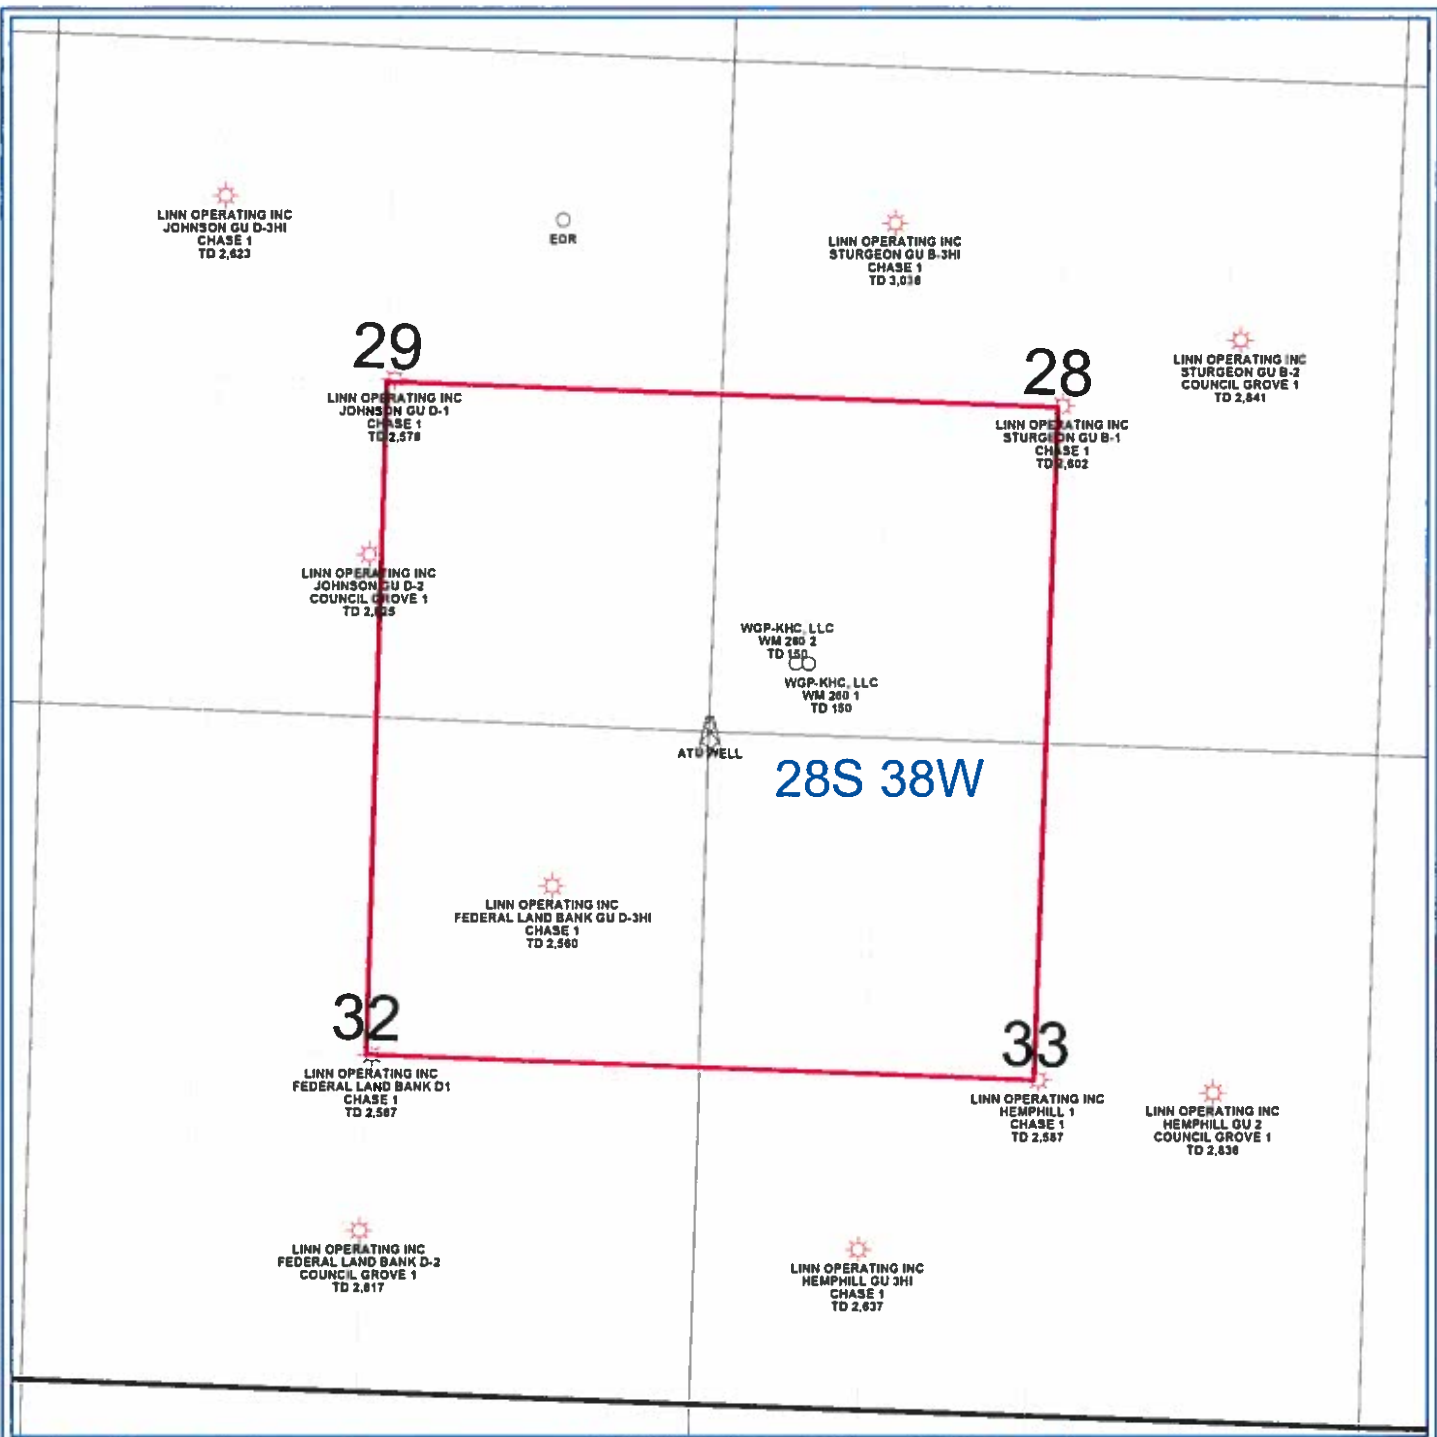 LINN OPERATING INC
JOHNSON GU D-3HI
CHASE 1
TD 2,623
EOR
LINN OPERATING INC
STURGEON GU B-3HI
CHASE 1
TD 3,036
LINN OPERATING INC
STURGEON GU B-2
COUNCIL GROVE 1
TD 2,841
29
LINN OPERATING INC
JOHNSON GU D-1
CHASE 1
TD 2,578
28
LINN OPERATING INC
STURGEON GU B-1
CHASE 1
TD 2,602
LINN OPERATING INC
JOHNSON GU D-2
COUNCIL GROVE 1
TD
WGP-KHC, LLC
WM 280 2
TD 150
WGP-KHC, LLC
WM 280 1
TD 150
ATU WELL
28S 38W
LINN OPERATING INC
FEDERAL LAND BANK GU D-3HI
CHASE 1
TD 2,560
32
LINN OPERATING INC
FEDERAL LAND BANK D1
CHASE 1
TD 2,567
33
LINN OPERATING INC
HEMPHILL 1
CHASE 1
TD 2,587
LINN OPERATING INC
HEMPHILL GU 2
COUNCIL GROVE 1
TD 2,836
LINN OPERATING INC
FEDERAL LAND BANK D-2
COUNCIL GROVE 1
TD 2,817
LINN OPERATING INC
HEMPHILL GU 3HI
CHASE 1
TD 2,637